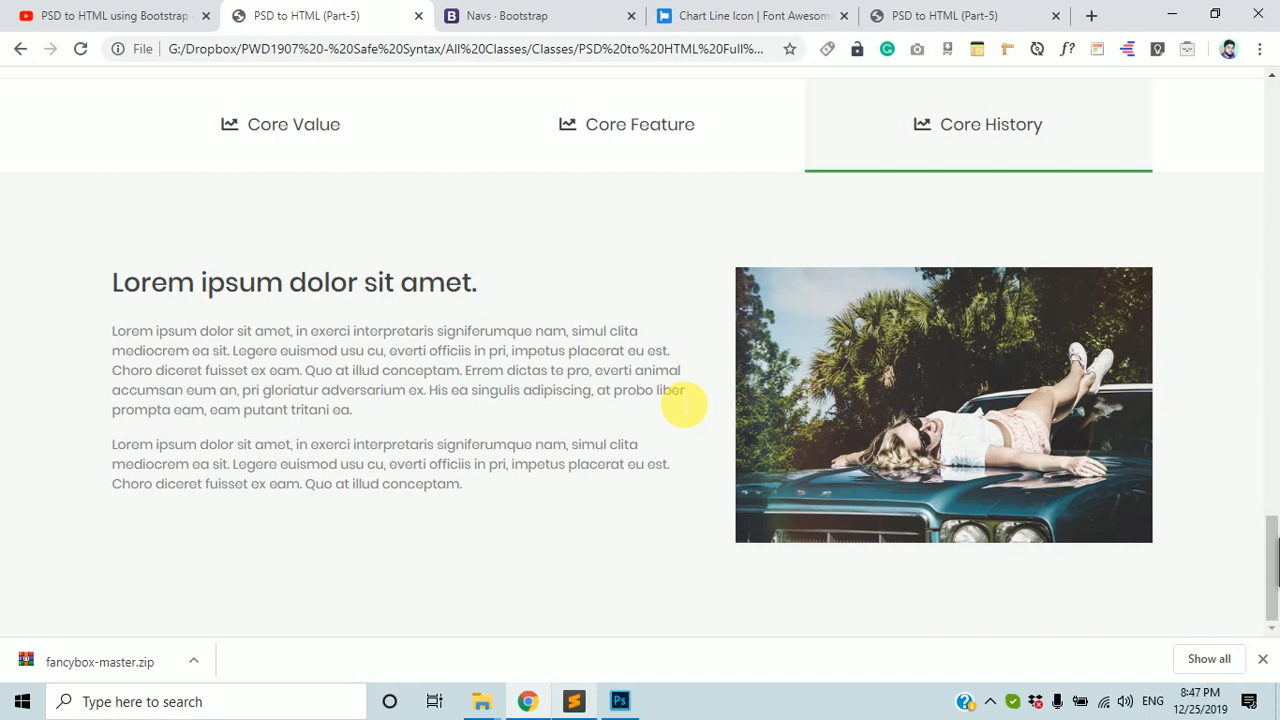 PSD to HTML using Bootstrap
PSD to HTML (Part-5)
Navs · Bootstrap
Chart Line Icon | Font Awesom
PSD to HTML (Part-5)
File
G:/Dropbox/PWD1907%20-%20Safe%20Synex/All%20Classes/Classes/PSD%20to%20HTML%20Full%...
f?
Core Value
Core Feature
Core History
Lorem ipsum dolor sit amet.
Lorem ipsum dolor sit amet, in exerci interpretaris signiferumque nam, simul clita
mediocrem ea sit. Legere euismod usu cu, everti officiis in pri, impetus placerat eu est.
Choro diceret fuisset ex eam. Quo at illud conceptam. Errem dictas te pro, everti animal
accumsan eum an, pri gloriatur adversarium ex. His ea singulis adipiscing, at probo liber
prompta eam, eam putant tritani ea.
Lorem ipsum dolor sit amet, in exerci interpretaris signiferumque nam, simul clita
mediocrem ea sit. Legere euismod usu cu, everti officiis in pri, impetus placerat eu est.
Choro diceret fuisset ex eam. Quo at illud conceptam.
fancybox-master.zip
Show all
Type here to search
Ps
ENG
8:47 PM
12/25/2019